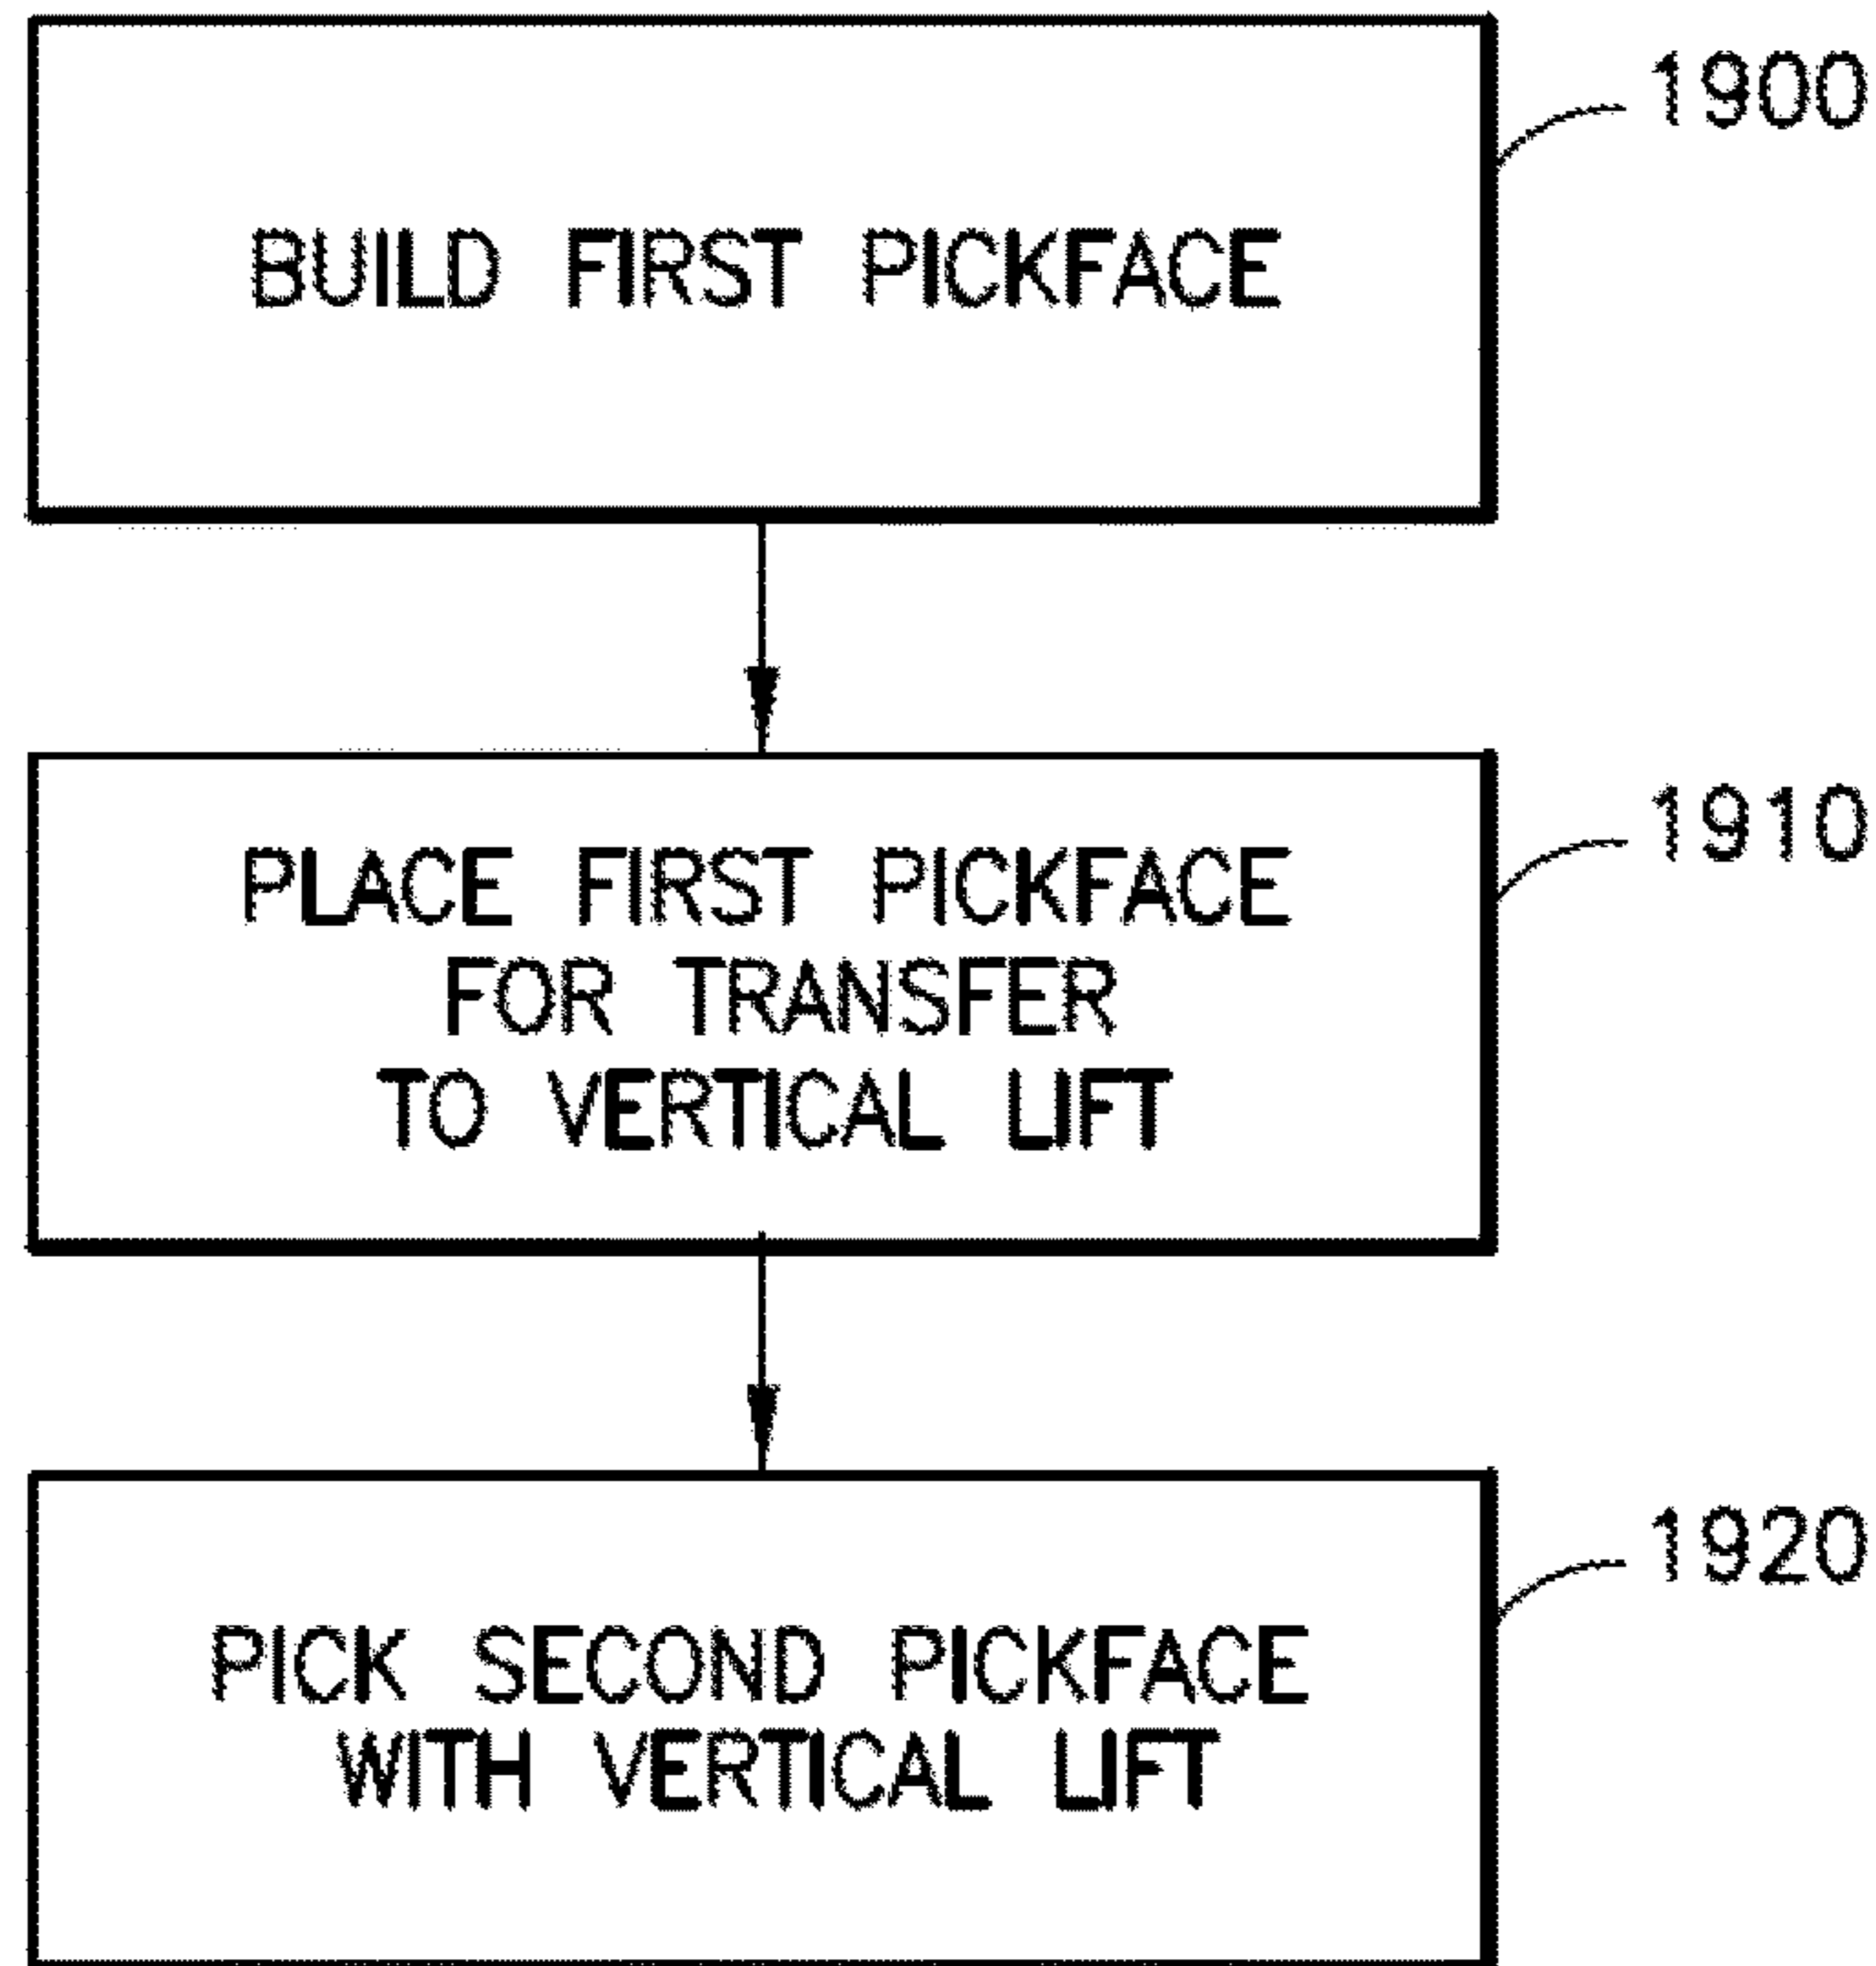 1900
BUILD FIRST PICKFACE
1910
PLACE FIRST PICKFACE
FOR TRANSFER
TO VERTICAL LIFT
1920
PICK SECOND PICKFACE
WITH VERTICAL LIFT